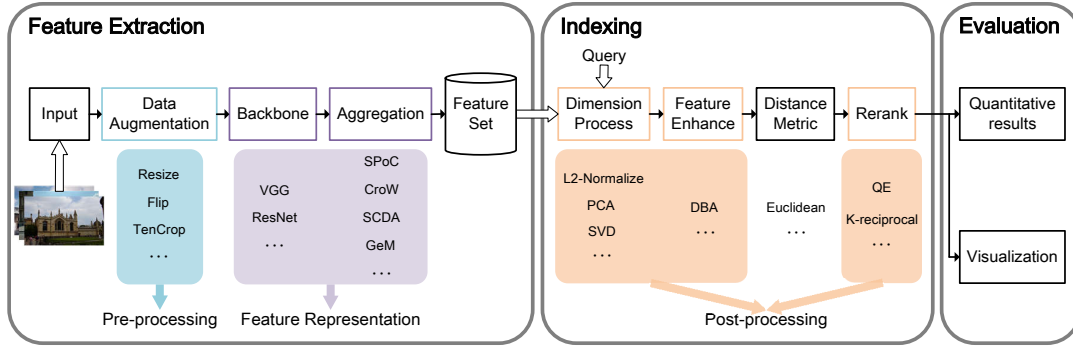 Feature Extraction
Input
Data
Augmentation
Backbone
Aggregation
Feature
Set
Resize
Flip
TenCrop
...
VGG
ResNet
...
SPoC
CroW
SCDA
GeM
...
Pre-processing
Feature Representation
Indexing
Query
Dimension
Process
Feature
Enhance
Distance
Metric
Rerank
L2-Normalize
PCA
SVD
...
DBA
...
Euclidean
...
QE
K-reciprocal
...
Post-processing
Evaluation
Quantitative
results
Visualization